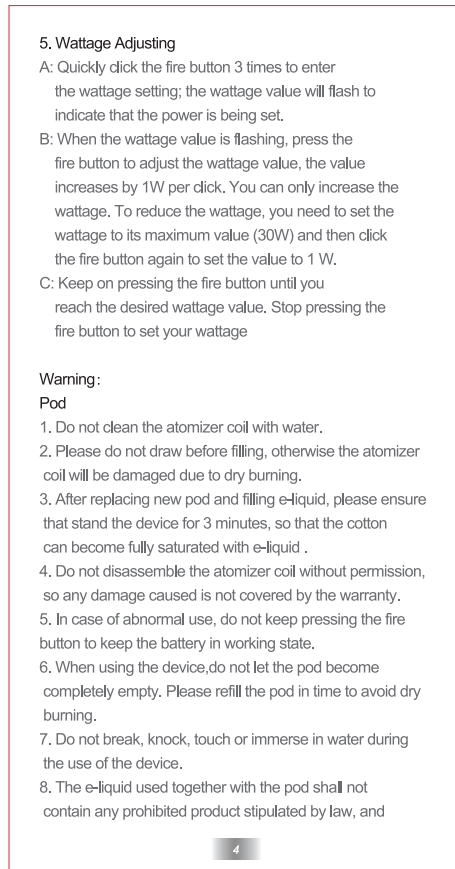 5. Wattage Adjusting
A: Quickly click the fire button 3 times to enter
the wattage setting; the wattage value will flash to
indicate that the power is being set.
B: When the wattage value is flashing, press the
fire button to adjust the wattage value, the value
increases by 1W per click. You can only increase the
wattage. To reduce the wattage, you need to set the
wattage to its maximum value (30W) and then click
the fire button again to set the value to 1 W.
C: Keep on pressing the fire button until you
reach the desired wattage value. Stop pressing the
fire button to set your wattage
Warning:
Pod
1. Do not clean the atomizer coil with water.
2. Please do not draw before filling, otherwise the atomizer
coil will be damaged due to dry burning.
3. After replacing new pod and filling e-liquid, please ensure
that stand the device for 3 minutes, so that the cotton
can become fully saturated with e-liquid .
4. Do not disassemble the atomizer coil without permission,
so any damage caused is not covered by the warranty.
5. In case of abnormal use, do not keep pressing the fire
button to keep the battery in working state.
6. When using the device,do not let the pod become
completely empty. Please refill the pod in time to avoid dry
burning.
7. Do not break, knock, touch or immerse in water during
the use of the device.
8. The e-liquid used together with the pod shall not
contain any prohibited product stipulated by law, and
4